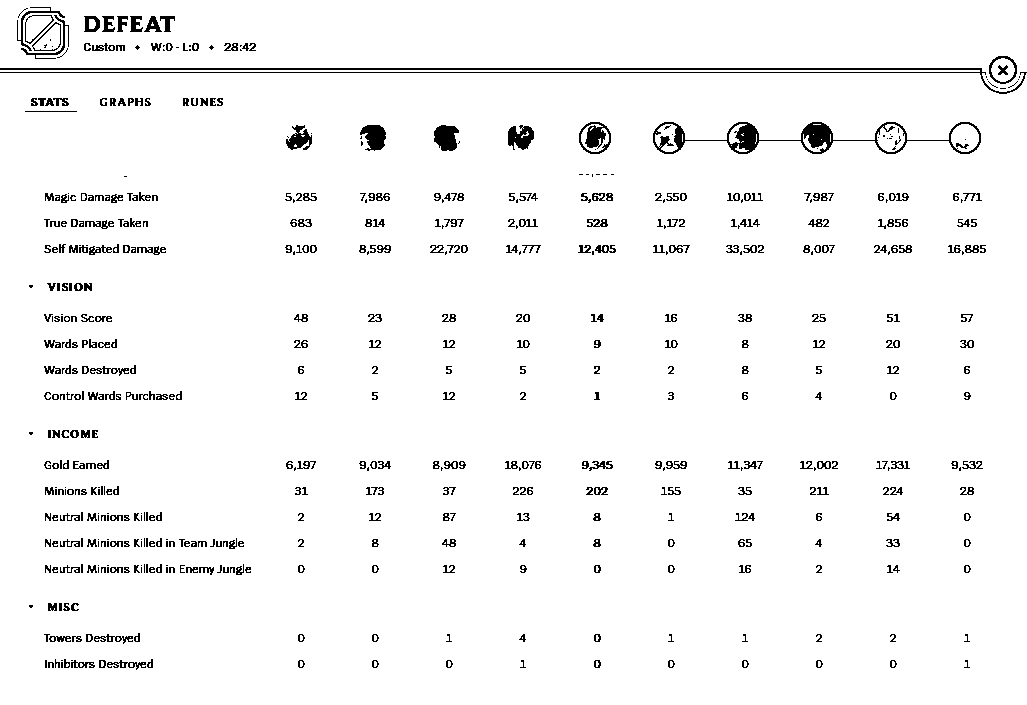 DEFEAT
Custom • W:0 - L:0 • 28:42
STATS GRAPHS RUNES
Magic Damage Taken 5,285 7,986 9,478 5,574 5,628 2,550 10,011 7,987 6,019 6,771
True Damage Taken 683 814 1,797 2,011 528 1,172 1,414 482 1,856 545
Self Mitigated Damage 9,100 8,599 22,720 14,777 12,405 11,067 33,502 8,007 24,658 16,885
VISION
Vision Score 48 23 28 20 14 16 38 25 51 57
Wards Placed 26 12 12 10 9 10 8 12 20 30
Wards Destroyed 6 2 5 5 2 2 8 5 12 6
Control Wards Purchased 12 5 12 2 1 3 6 4 0 9
INCOME
Gold Earned 6,197 9,034 8,909 18,076 9,345 9,959 11,347 12,002 17,331 9,532
Minions Killed 31 173 37 226 202 155 35 211 224 28
Neutral Minions Killed 2 12 87 13 8 1 124 6 54 0
Neutral Minions Killed in Team Jungle 2 8 48 4 8 0 65 4 33 0
Neutral Minions Killed in Enemy Jungle 0 0 12 9 0 0 16 2 14 0
MISC
Towers Destroyed 0 0 1 4 0 1 1 2 2 1
Inhibitors Destroyed 0 0 0 1 0 0 0 0 0 1